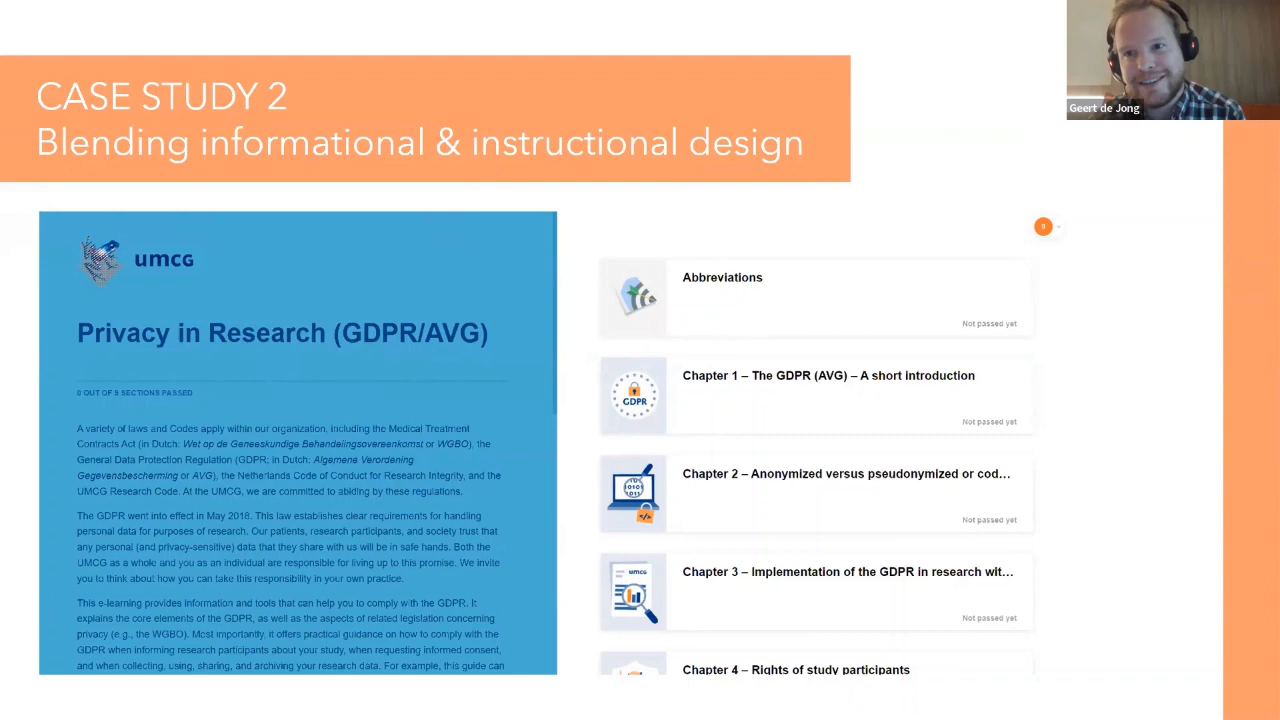 CASE STUDY 2
Blending informational & instructional design
Geert de Jong
umcg
Privacy in Research (GDPR/AVG)
0 OUT OF 9 SECTIONS PASSED
A variety of laws and Codes apply within our organization, including the Medical Treatment
Contracts Act (in Dutch: Wet op de Geneeskundige Behandelingsovereenkomst or WGBO), the
General Data Protection Regulation (GDPR; in Dutch: Algemene Verordening
Gegevensbescherming or AVG), the Netherlands Code of Conduct for Research Integrity, and the
UMCG Research Code. At the UMCG, we are committed to abiding by these regulations.
The GDPR went into effect in May 2018. This law establishes clear requirements for handling
personal data for purposes of research. Our patients, research participants, and society trust that
any personal (and privacy-sensitive) data that they share with us will be in safe hands. Both the
UMCG as a whole and you as an individual are responsible for living up to this promise. We invite
you to think about how you can take this responsibility in your own practice.
This e-learning provides information and tools that can help you to comply with the GDPR. It
explains the core elements of the GDPR, as well as the aspects of related legislation concerning
privacy (e.g., the WGBO). Most importantly, it offers practical guidance on how to comply with the
GDPR when informing research participants about your study, when requesting informed consent,
and when collecting, using, sharing, and archiving your research data. For example, this guide can
9
Abbreviations
Not passed yet
GDPR
Chapter 1 – The GDPR (AVG) – A short introduction
Not passed yet
10
10101
1011
</>
Chapter 2 – Anonymized versus pseudonymized or cod...
Not passed yet
umcg
Chapter 3 – Implementation of the GDPR in research wit...
Not passed yet
Chapter 4 – Rights of study participants